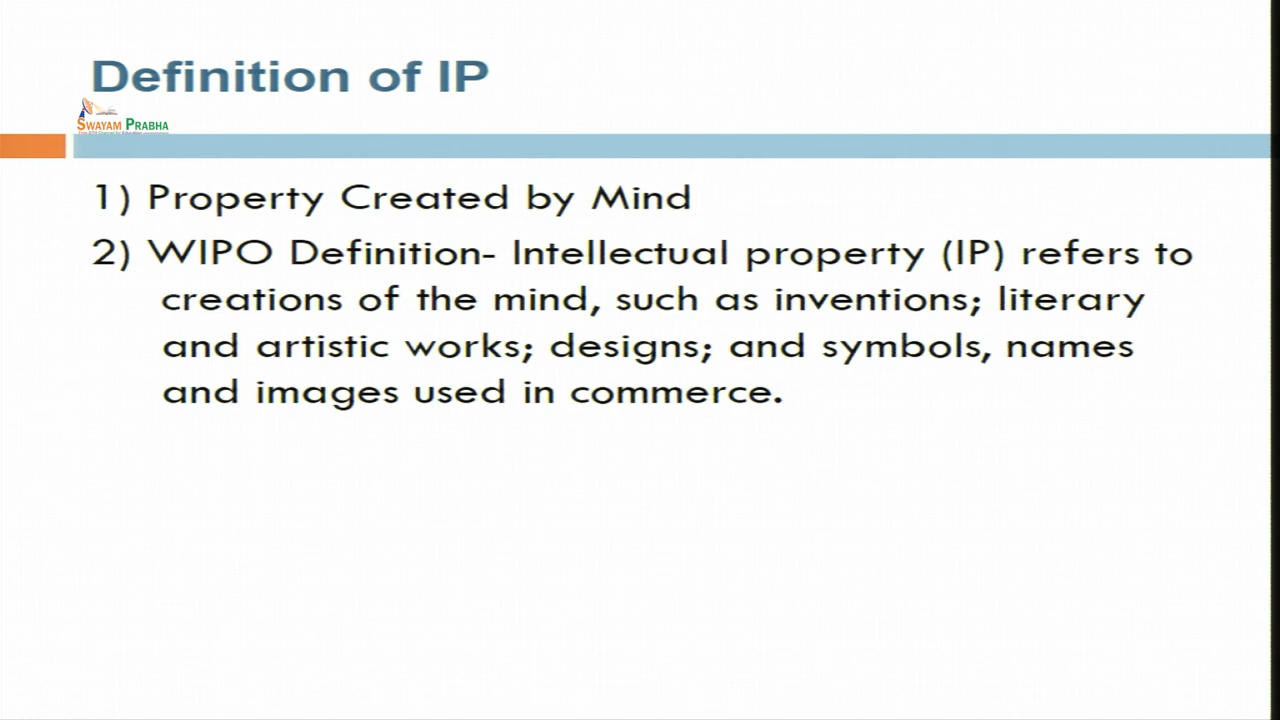 Definition of IP
SWAYAM PRABHA
1) Property Created by Mind
2) WIPO Definition- Intellectual property (IP) refers to
creations of the mind, such as inventions; literary
and artistic works; designs; and symbols, names
and images used in commerce.